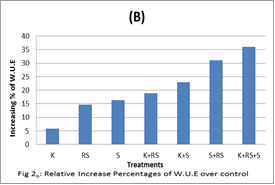 (B)
Increasing % of W.U.E
40
35
30
25
20
15
10
5
0
K RS S K+RS K+S S+RS K+RS+S
Treatments
Fig 2b: Relative Increase Percentages of W.U.E over control